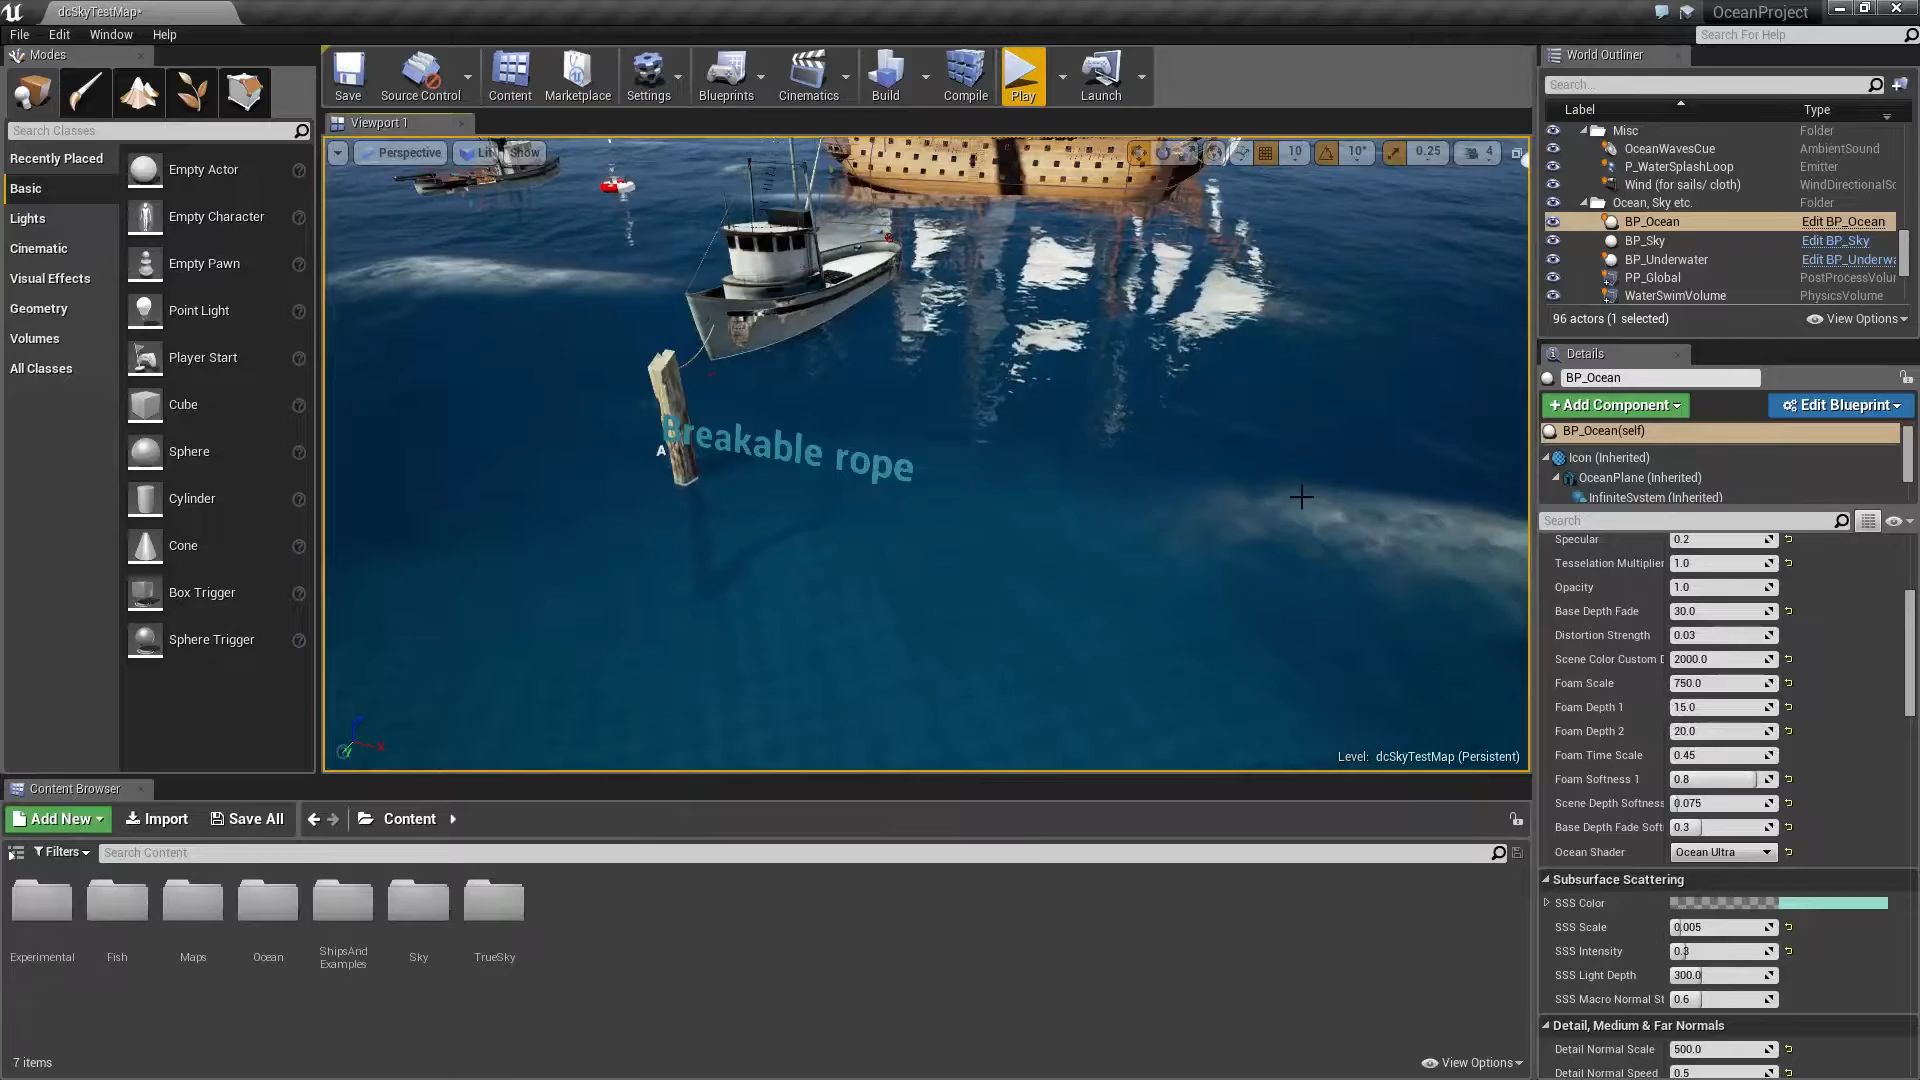 dcSkyTestMap*
OceanProject
File Edit Window Help
Search For Help
Modes
Search Classes
Recently Placed
Basic
Lights
Cinematic
Visual Effects
Geometry
Volumes
All Classes
Empty Actor
Empty Character
Empty Pawn
Point Light
Player Start
Cube
Sphere
Cylinder
Cone
Box Trigger
Sphere Trigger
Save
Source Control
Content
Marketplace
Settings
Blueprints
Cinematics
Build
Compile
Play
Launch
Viewport 1
Perspective
Lit
Show
10
10°
0.25
4
Breakable rope
A
X
Level: dcSkyTestMap (Persistent)
World Outliner
Search...
Label Type
Misc Folder
OceanWavesCue AmbientSound
P_WaterSplashLoop Emitter
Wind (for sails/ cloth) WindDirectionalSc
Ocean, Sky etc. Folder
BP_Ocean Edit BP_Ocean
BP_Sky Edit BP_Sky
BP_Underwater Edit BP_Underwa
PP_Global PostProcessVolur
WaterSwimVolume PhysicsVolume
96 actors (1 selected)
View Options
Details
BP_Ocean
+Add Component
Edit Blueprint
BP_Ocean(self)
Icon (Inherited)
OceanPlane (Inherited)
InfiniteSystem (Inherited)
Search
Specular 0.2
Tesselation Multiplier 1.0
Opacity 1.0
Base Depth Fade 30.0
Distortion Strength 0.03
Scene Color Custom D 2000.0
Foam Scale 750.0
Foam Depth 1 15.0
Foam Depth 2 20.0
Foam Time Scale 0.45
Foam Softness 1 0.8
Scene Depth Softness 0.075
Base Depth Fade Soft 0.3
Ocean Shader Ocean Ultra
Subsurface Scattering
SSS Color
SSS Scale 0.005
SSS Intensity 0.3
SSS Light Depth 300.0
SSS Macro Normal St 0.6
Detail, Medium & Far Normals
Detail Normal Scale 500.0
Detail Normal Speed 0.5
Content Browser
Add New
Import
Save All
Content
Filters
Search Content
Experimental
Fish
Maps
Ocean
ShipsAnd
Examples
Sky
TrueSky
7 items
View Options